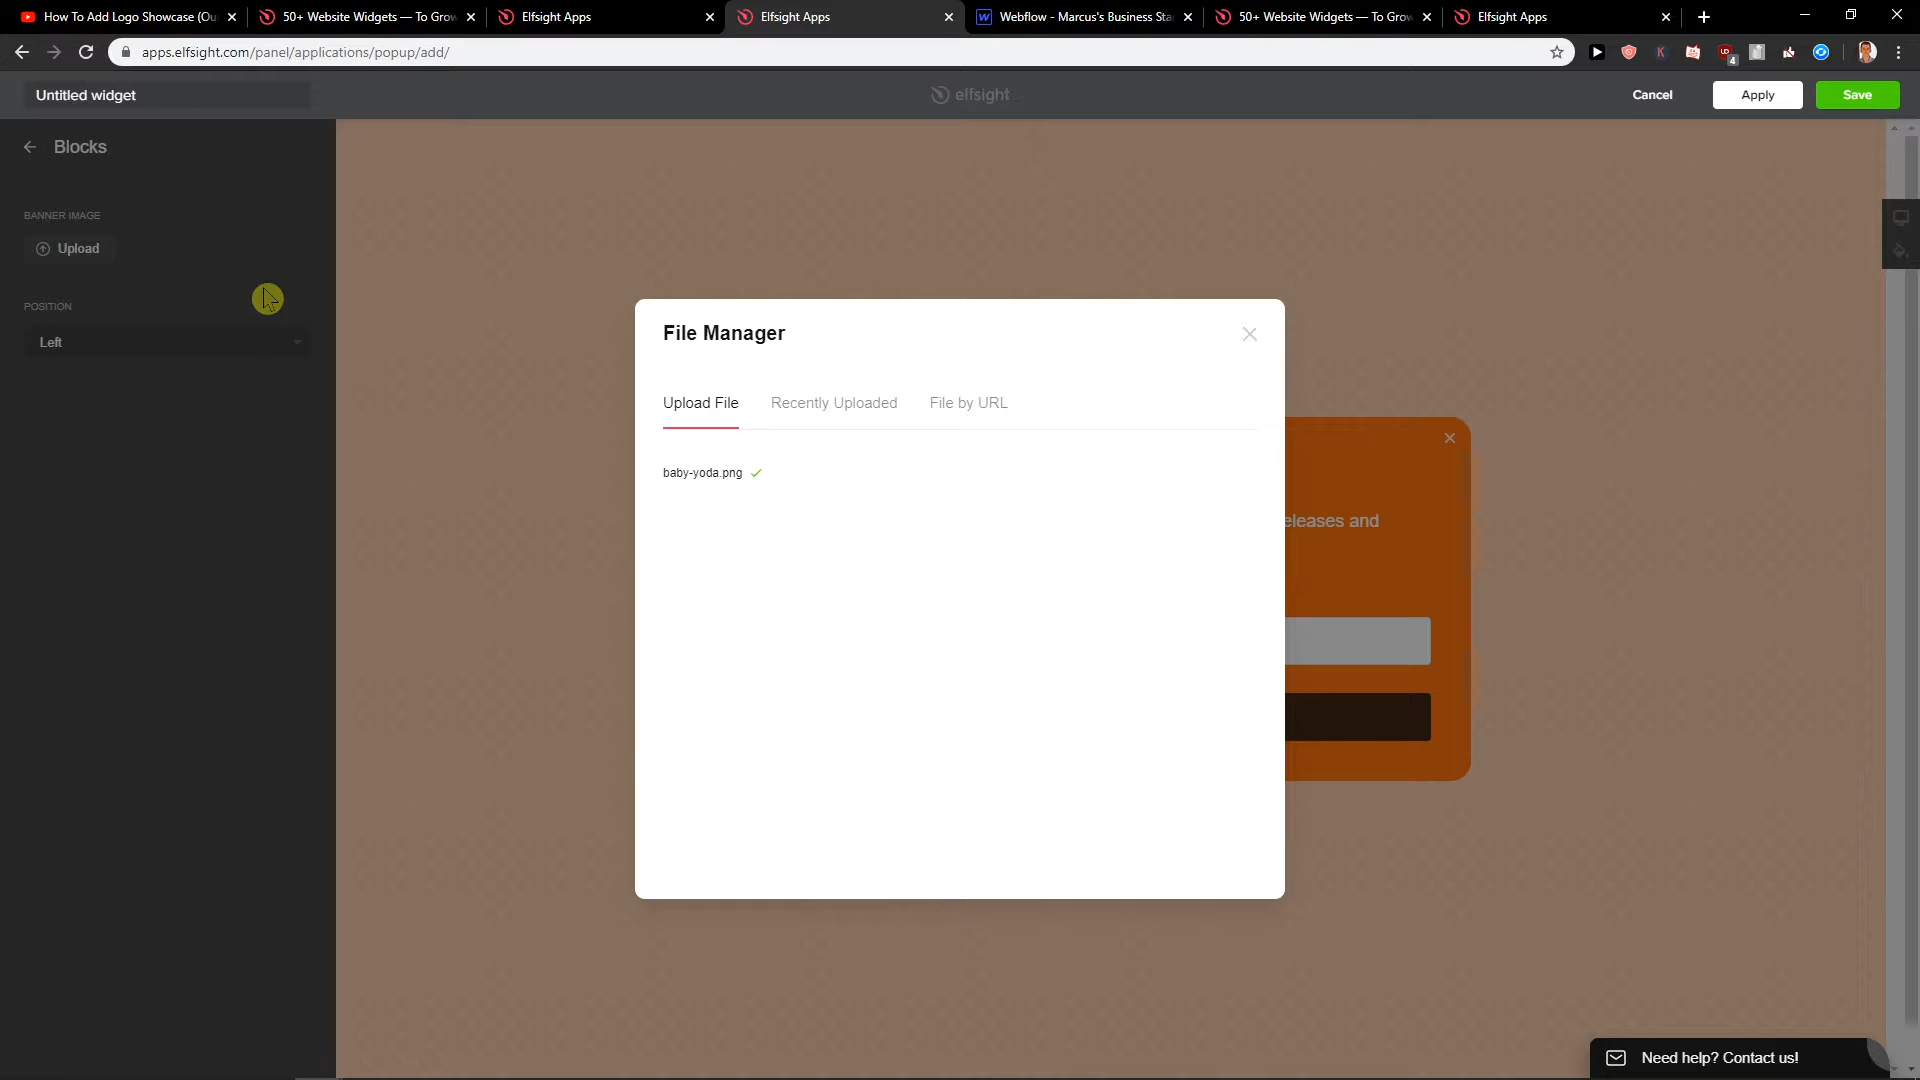 How To Add Logo Showcase (Ou
50+ Website Widgets — To Grow
Elfsight Apps
Elfsight Apps
Webflow - Marcus's Business Sta
50+ Website Widgets — To Grow
Elfsight Apps
apps.elfsight.com/panel/applications/popup/add/
4
Untitled widget
elfsight
Cancel
Apply
Save
Blocks
BANNER IMAGE
Upload
POSITION
Left
File Manager
Upload File
Recently Uploaded
File by URL
baby-yoda.png
eleases and
Need help? Contact us!